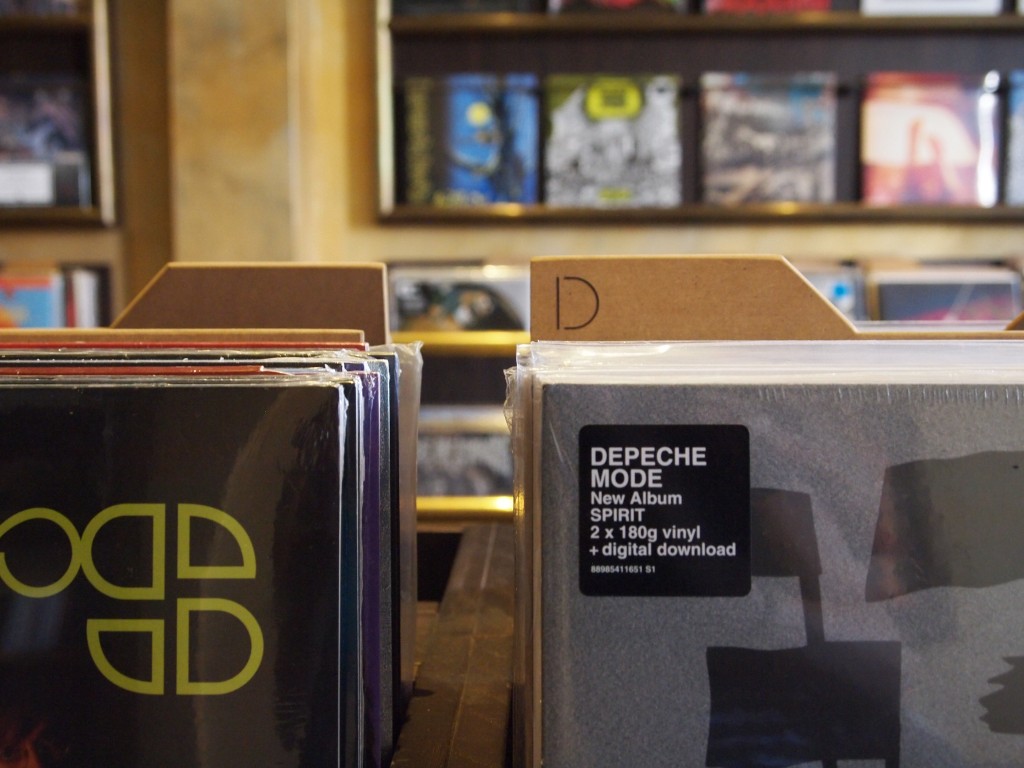 D
DEPECHE
MODE
New Album
SPIRIT
2 x 180g vinyl
+ digital download
88985411651 S1